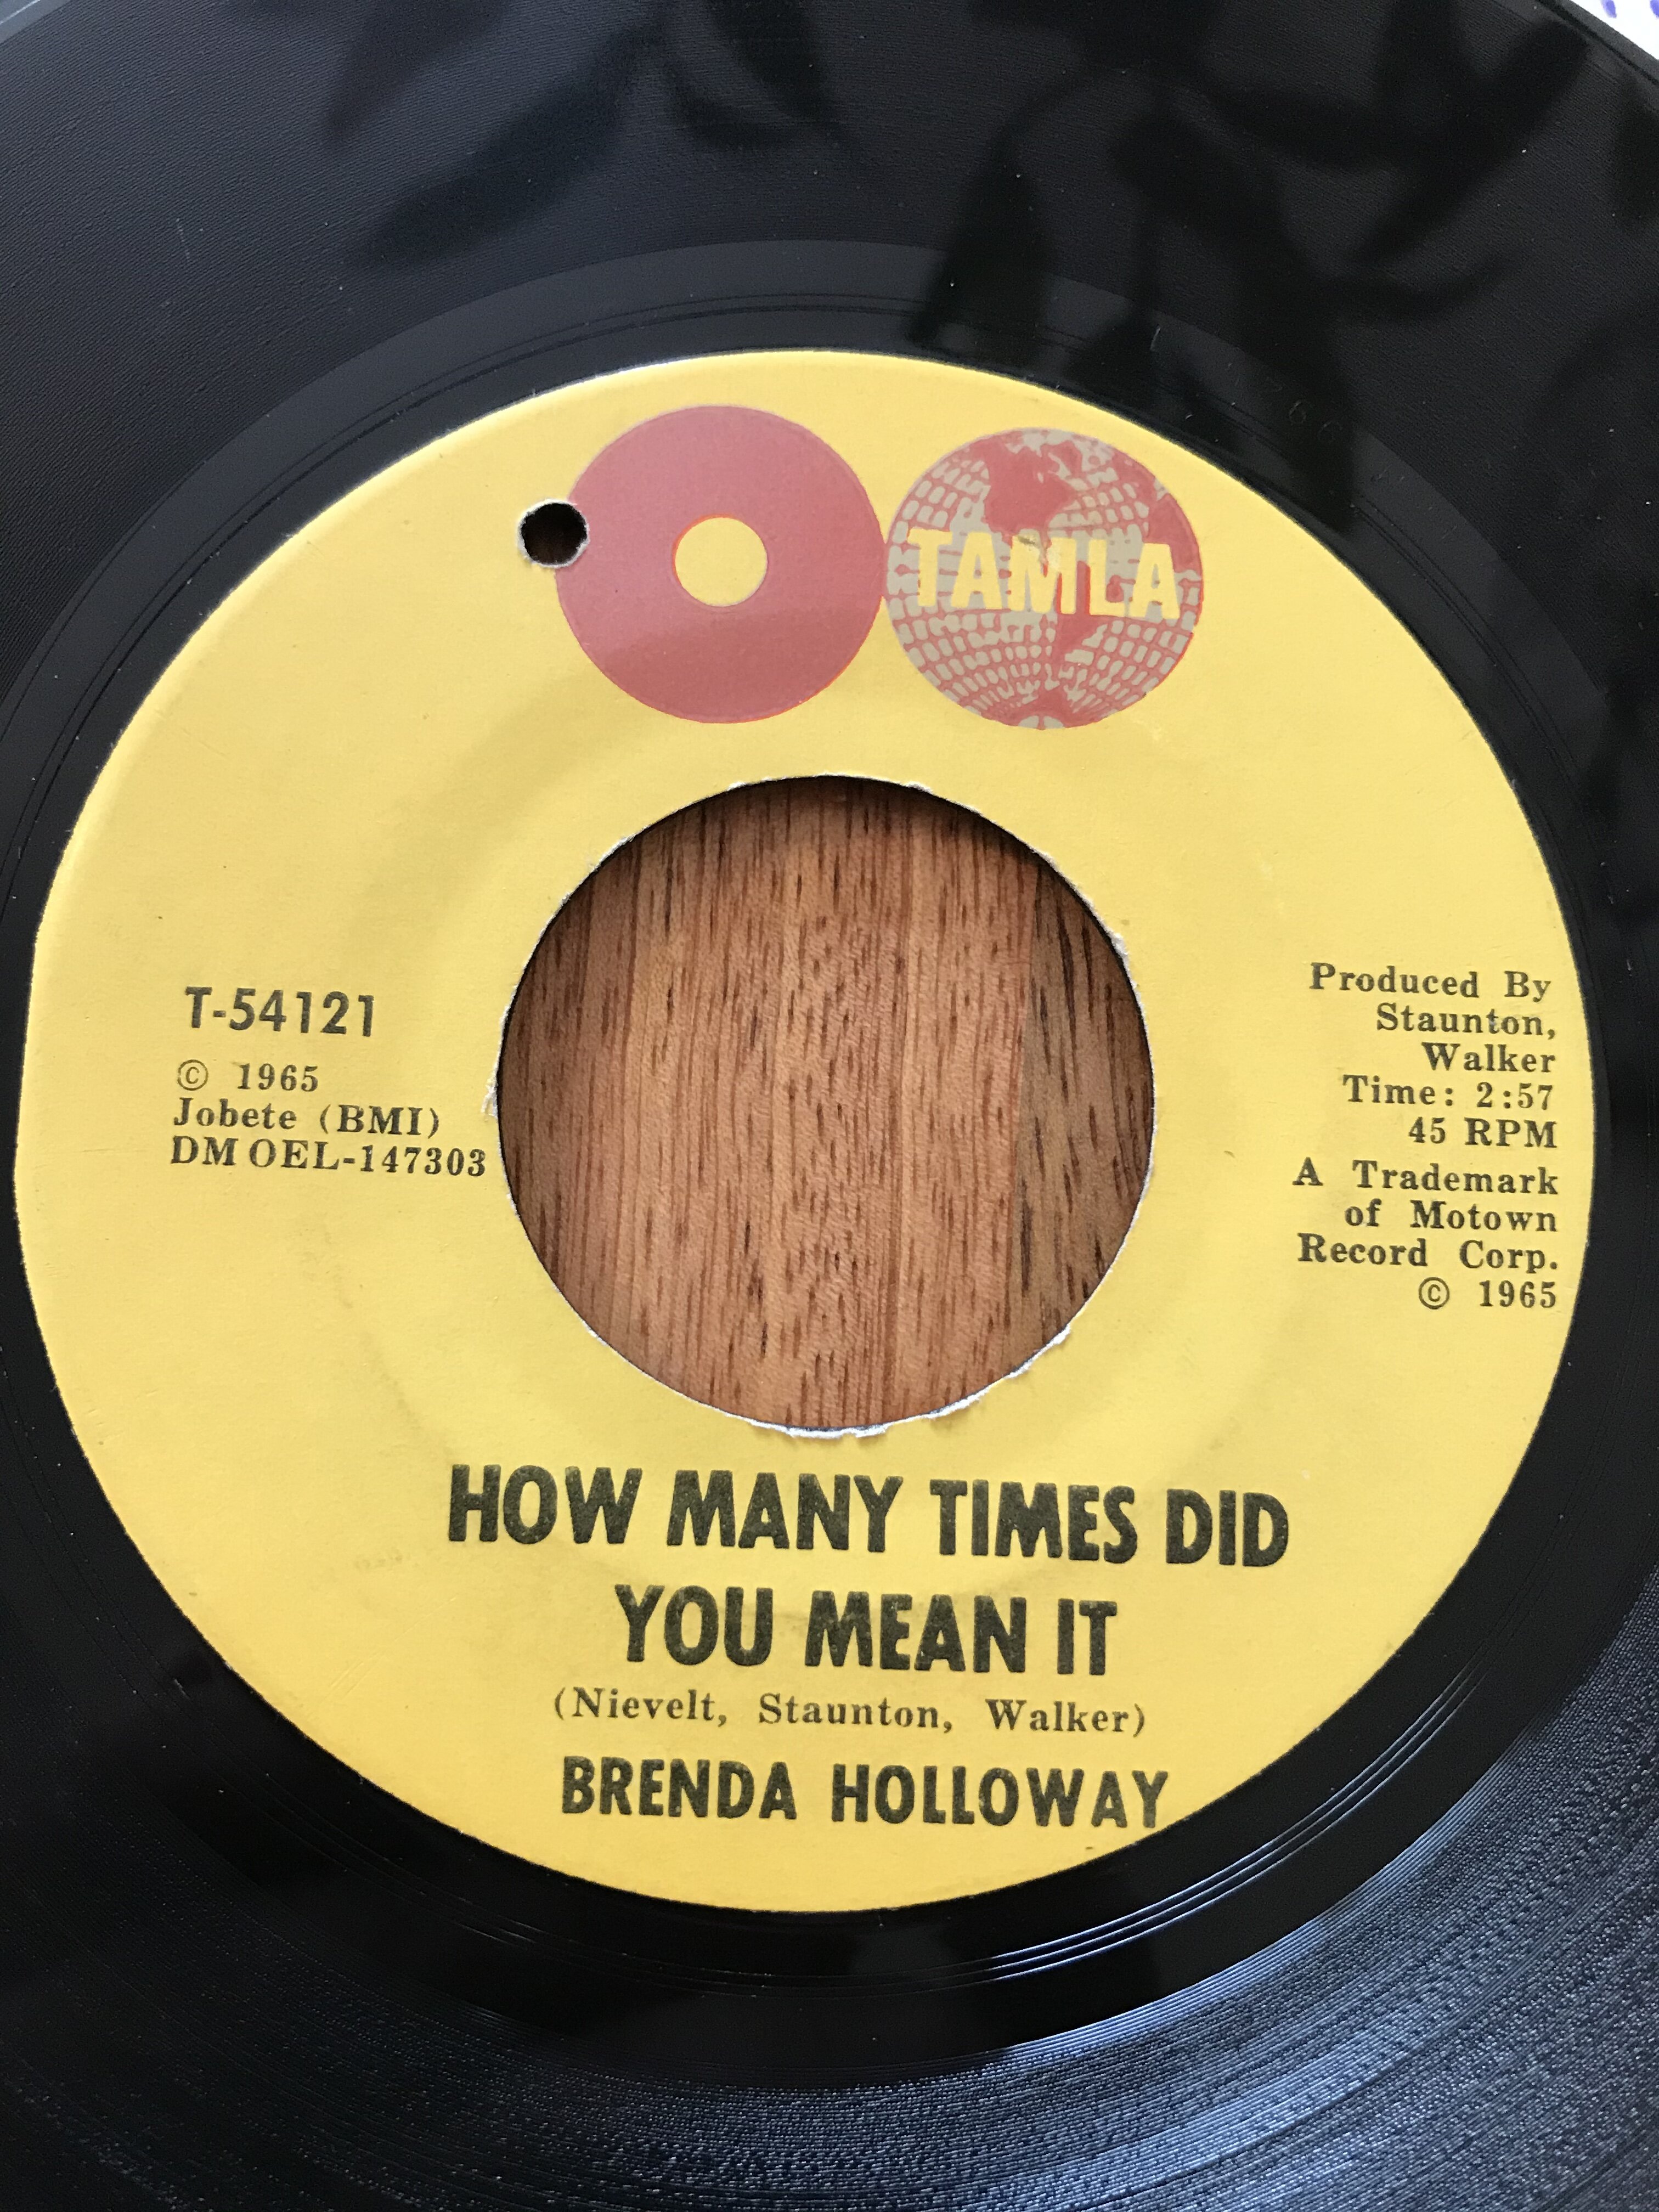 TAMLA
T-54121
© 1965
Jobete (BMI)
DM OEL-147303
Produced By
Staunton,
Walker
Time: 2:57
45 RPM
A Trademark
of Motown
Record Corp.
© 1965
HOW MANY TIMES DID
YOU MEAN IT
(Nievelt, Staunton, Walker)
BRENDA HOLLOWAY